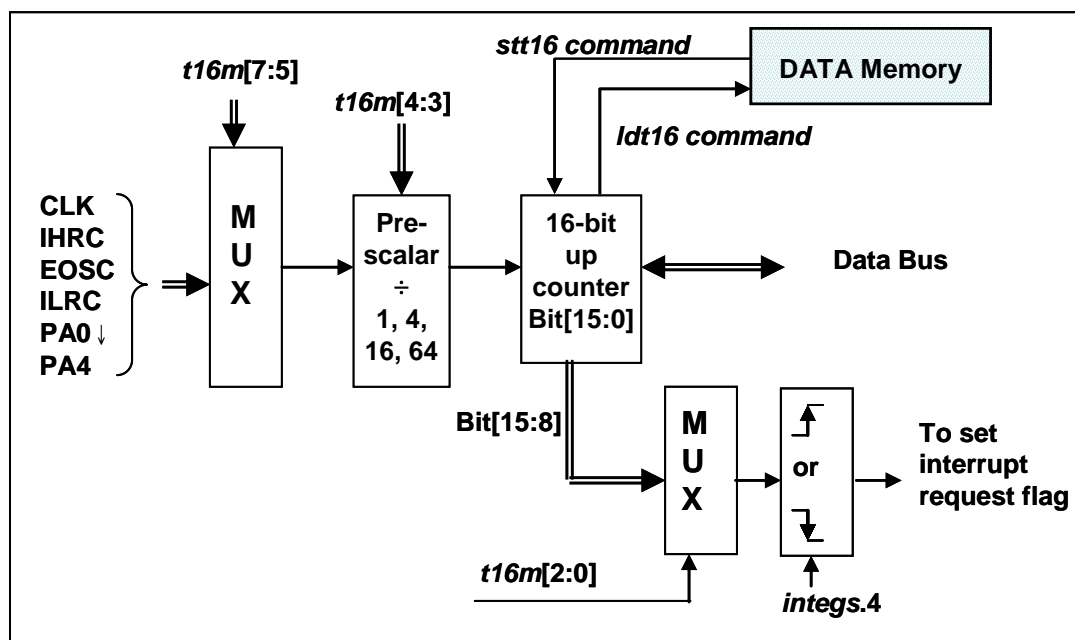 stt16 command
DATA Memory
t16m[7:5]
t16m[4:3]
ldt16 command
CLK
IHRC
EOSC
ILRC
PA0 ↓
PA4
M
U
X
Pre-
scalar
÷
1, 4,
16, 64
16-bit
up
counter
Bit[15:0]
Data Bus
Bit[15:8]
M
U
X
or
To set
interrupt
request flag
t16m[2:0]
integs.4